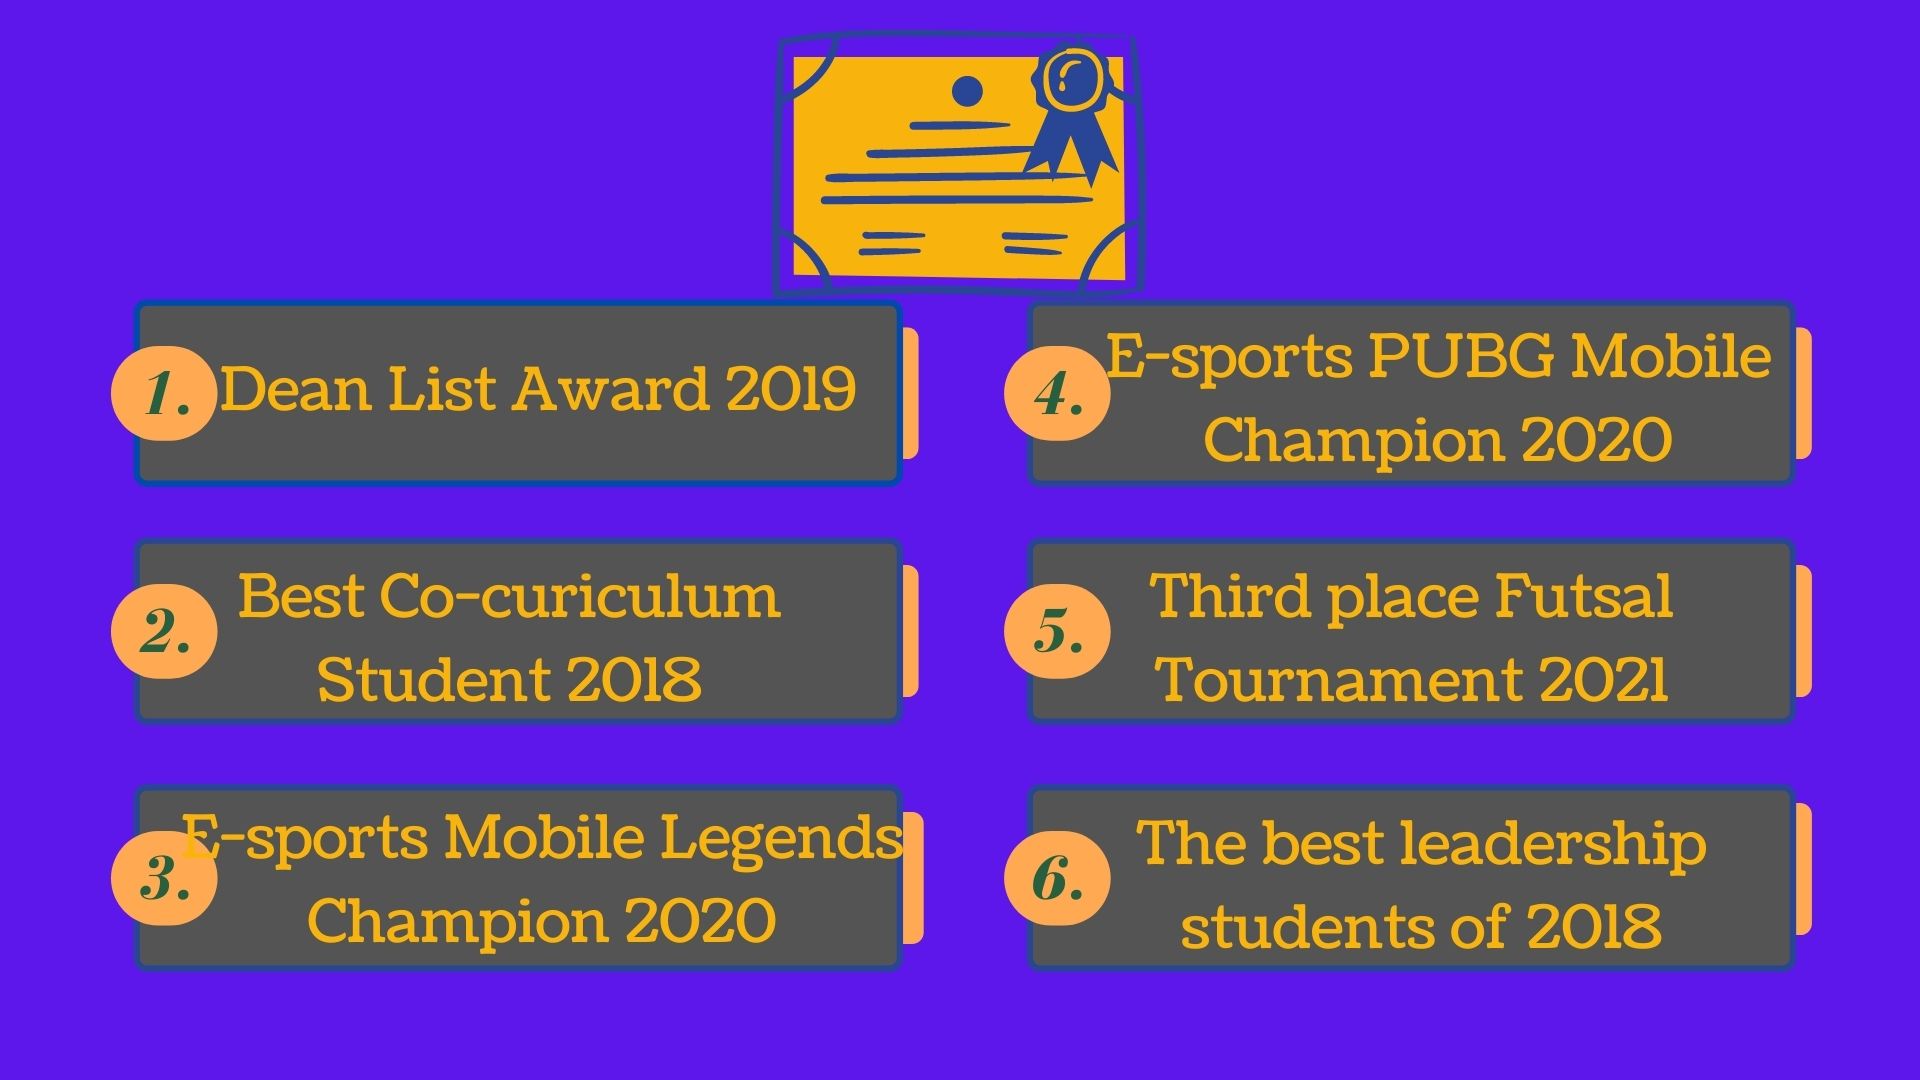 1. Dean List Award 2019
2. Best Co-curiculum
Student 2018
3. E-sports Mobile Legends
Champion 2020
4. E-sports PUBG Mobile
Champion 2020
5. Third place Futsal
Tournament 2021
6. The best leadership
students of 2018